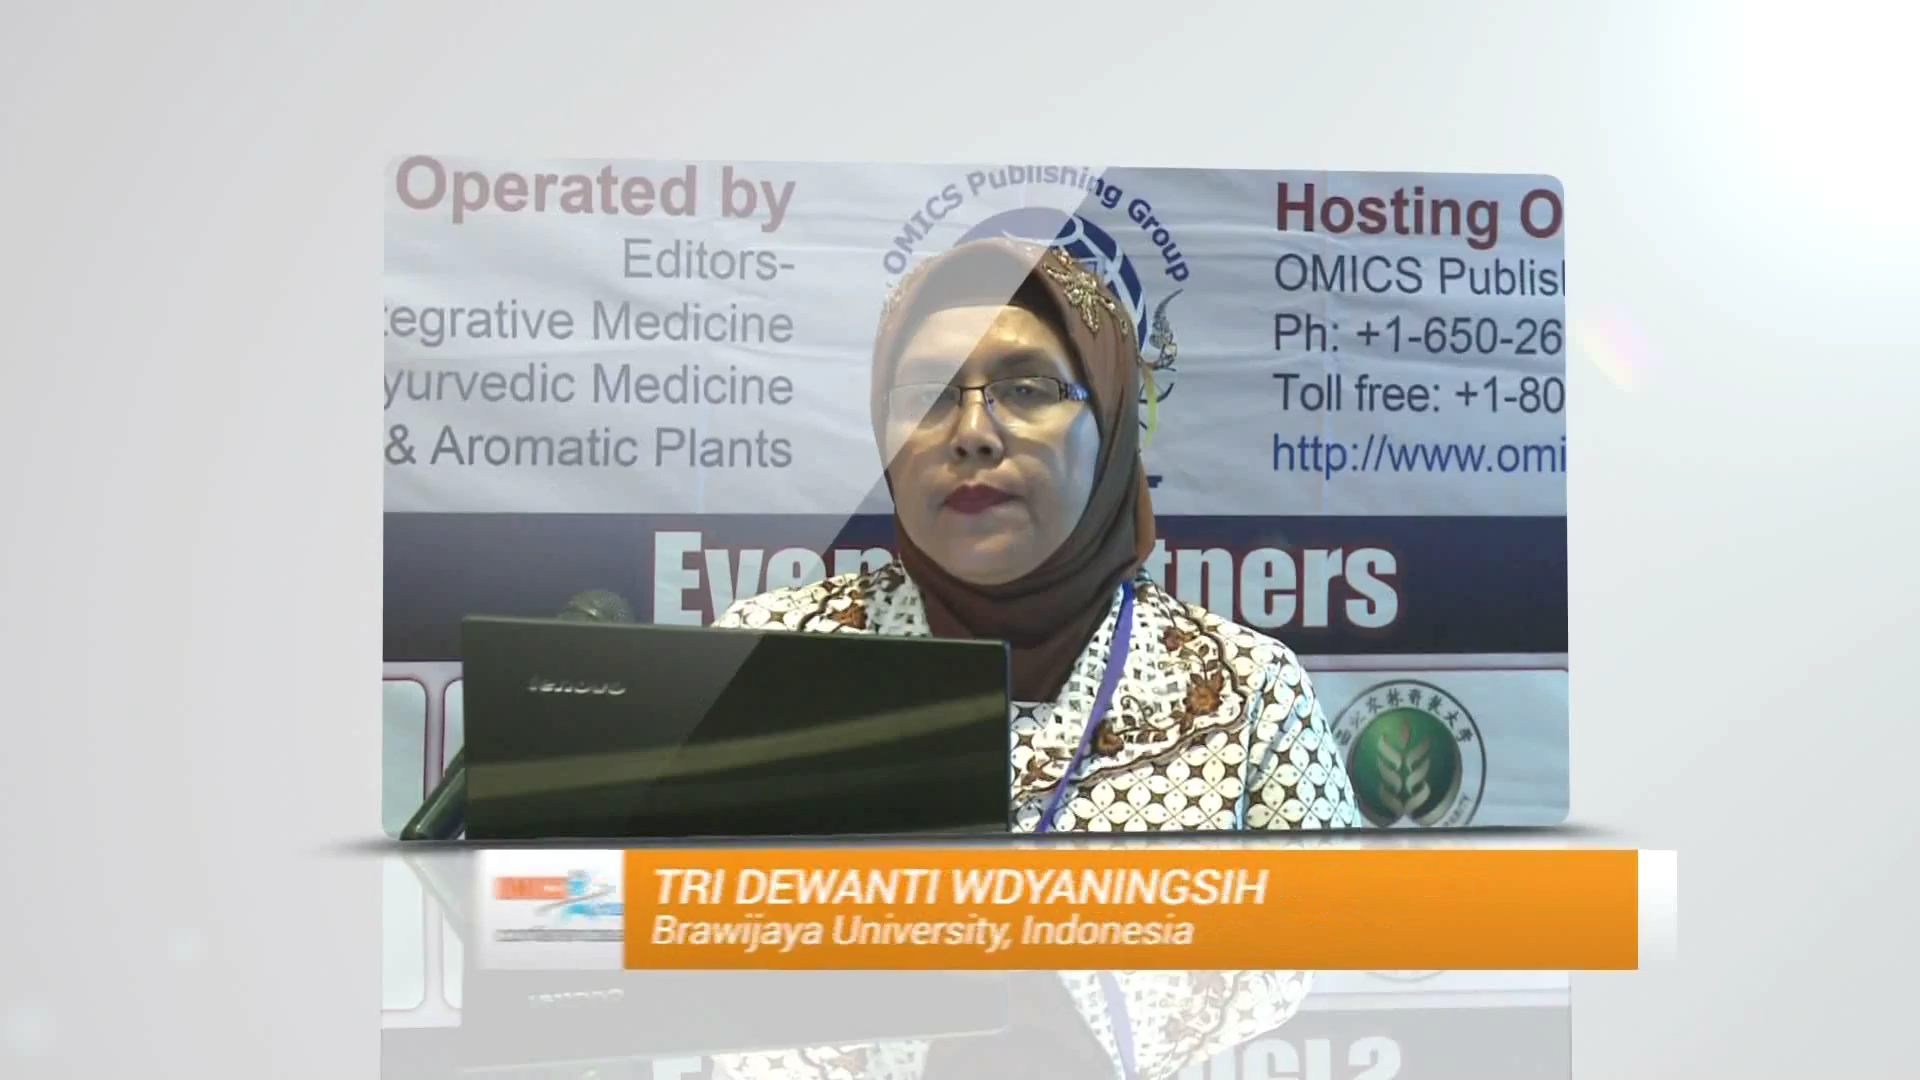 Operated by
Editors-
tegrative Medicine
yurvedic Medicine
& Aromatic Plants
OMICS Publishing Group
Hosting O
OMICS Publis
Ph: +1-650-26
Toll free: +1-80
http://www.omi
lenovo
TRI DEWANTI WDYANINGSIH
Brawijaya University, Indonesia